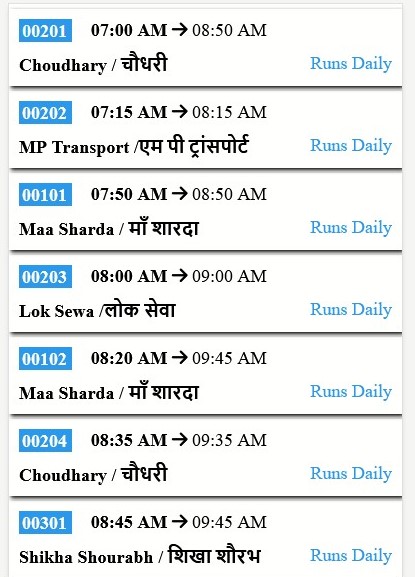 00201 07:00 AM → 08:50 AM
Choudhary / चौधरी Runs Daily
00202 07:15 AM → 08:15 AM
MP Transport /एम पी ट्रांसपोर्ट Runs Daily
00101 07:50 AM → 08:50 AM
Maa Sharda / माँ शारदा Runs Daily
00203 08:00 AM → 09:00 AM
Lok Sewa /लोक सेवा Runs Daily
00102 08:20 AM → 09:45 AM
Maa Sharda / माँ शारदा Runs Daily
00204 08:35 AM → 09:35 AM
Choudhary / चौधरी Runs Daily
00301 08:45 AM → 09:45 AM
Shikha Shourabh / शिखा शौरभ Runs Daily